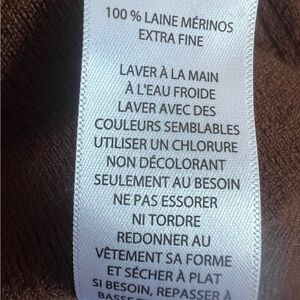 100 % LAINE MÉRINOS
EXTRA FINE
LAVER À LA MAIN
À L'EAU FROIDE
LAVER AVEC DES
COULEURS SEMBLABLES
UTILISER UN CHLORURE
NON DÉCOLORANT
SEULEMENT AU BESOIN
NE PAS ESSORER
NI TORDRE
REDONNER AU
VÊTEMENT SA FORME
ET SÉCHER À PLAT
SI BESOIN, REPASSER À
BASSE